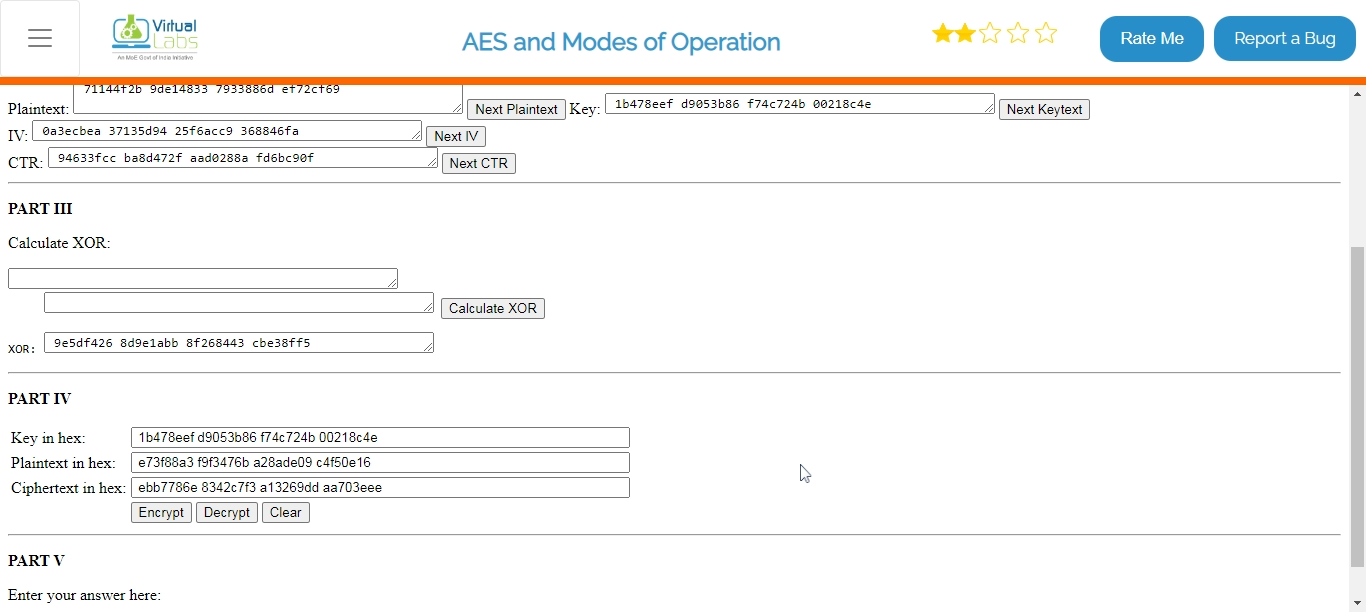 Virtual
Labs
An MoE Govt of India Initiative
AES and Modes of Operation
Rate Me
Report a Bug
71144f2b 9de14833 7933886d ef72cf69
Plaintext: Next Plaintext Key: 1b478eef d9053b86 f74c724b 00218c4e Next Keytext
IV: 0a3ecbea 37135d94 25f6acc9 368846fa Next IV
CTR: 94633fcc ba8d472f aad0288a fd6bc90f Next CTR
PART III
Calculate XOR:
Calculate XOR
XOR: 9e5df426 8d9e1abb 8f268443 cbe38ff5
PART IV
Key in hex: 1b478eef d9053b86 f74c724b 00218c4e
Plaintext in hex: e73f88a3 f9f3476b a28ade09 c4f50e16
Ciphertext in hex: ebb7786e 8342c7f3 a13269dd aa703eee
Encrypt Decrypt Clear
PART V
Enter your answer here: